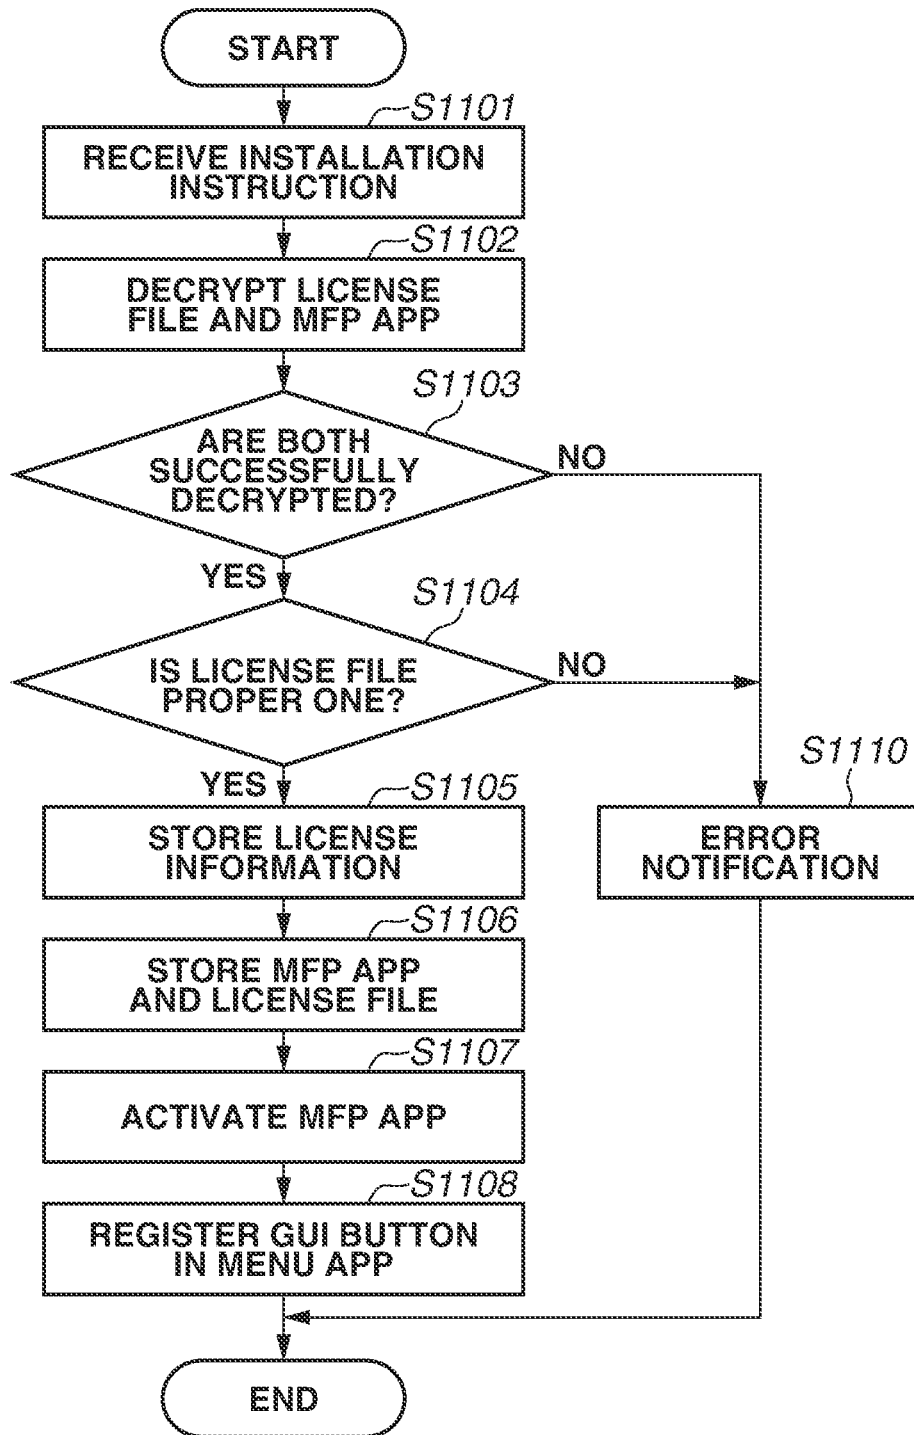 START
S1101
RECEIVE INSTALLATION
INSTRUCTION
S1102
DECRYPT LICENSE
FILE AND MFP APP
S1103
ARE BOTH
SUCCESSFULLY
DECRYPTED?
NO
YES
S1104
IS LICENSE FILE
PROPER ONE?
NO
YES
S1105
STORE LICENSE
INFORMATION
S1110
ERROR
NOTIFICATION
S1106
STORE MFP APP
AND LICENSE FILE
S1107
ACTIVATE MFP APP
S1108
REGISTER GUI BUTTON
IN MENU APP
END